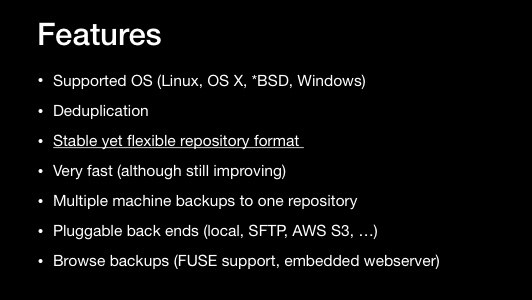 Features
• Supported OS (Linux, OS X, *BSD, Windows)
• Deduplication
• Stable yet flexible repository format
• Very fast (although still improving)
• Multiple machine backups to one repository
• Pluggable back ends (local, SFTP, AWS S3, …)
• Browse backups (FUSE support, embedded webserver)